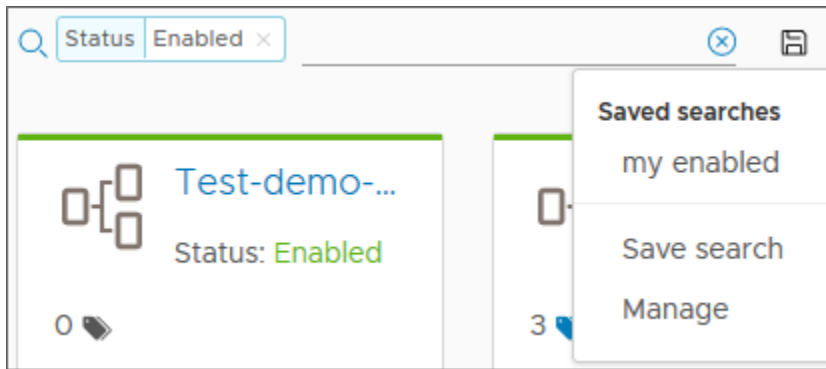 Status Enabled
Saved searches
my enabled
Test-demo-...
Status: Enabled
Save search
Manage
0
3